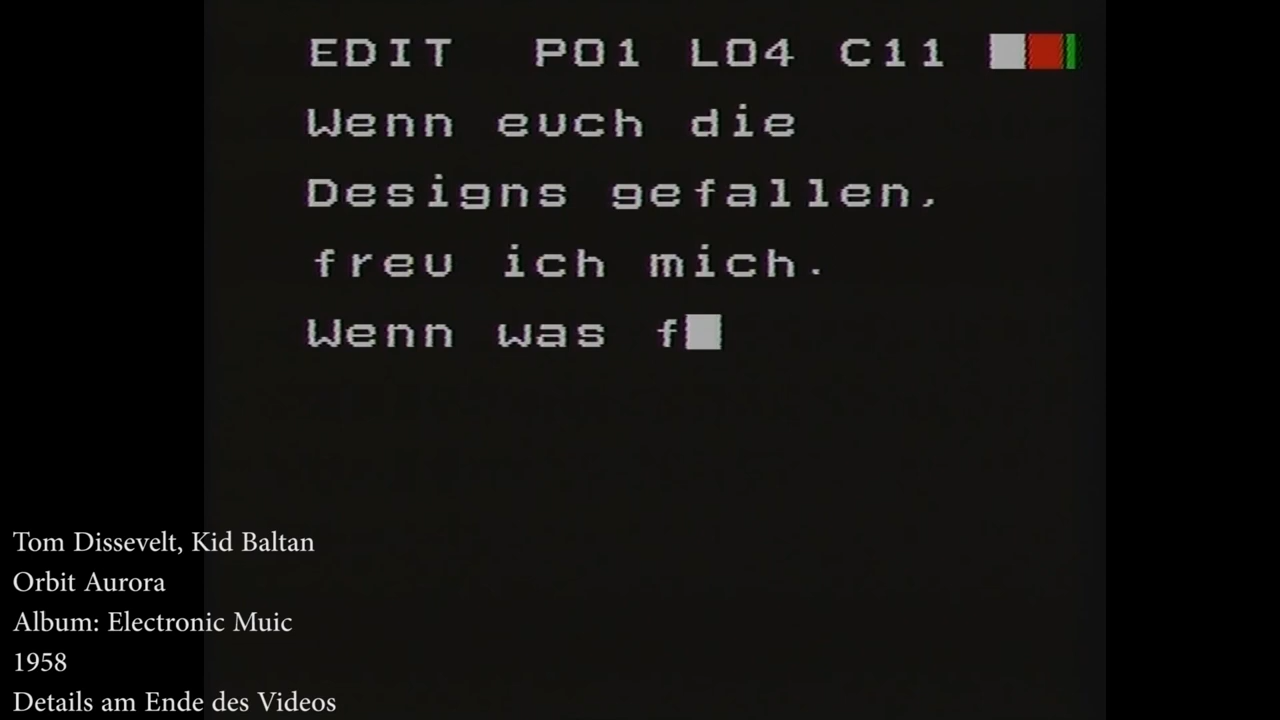 EDIT P01 L04 C11
Wenn euch die
Designs gefallen,
freu ich mich.
Wenn was f
Tom Dissevelt, Kid Baltan
Orbit Aurora
Album: Electronic Muic
1958
Details am Ende des Videos